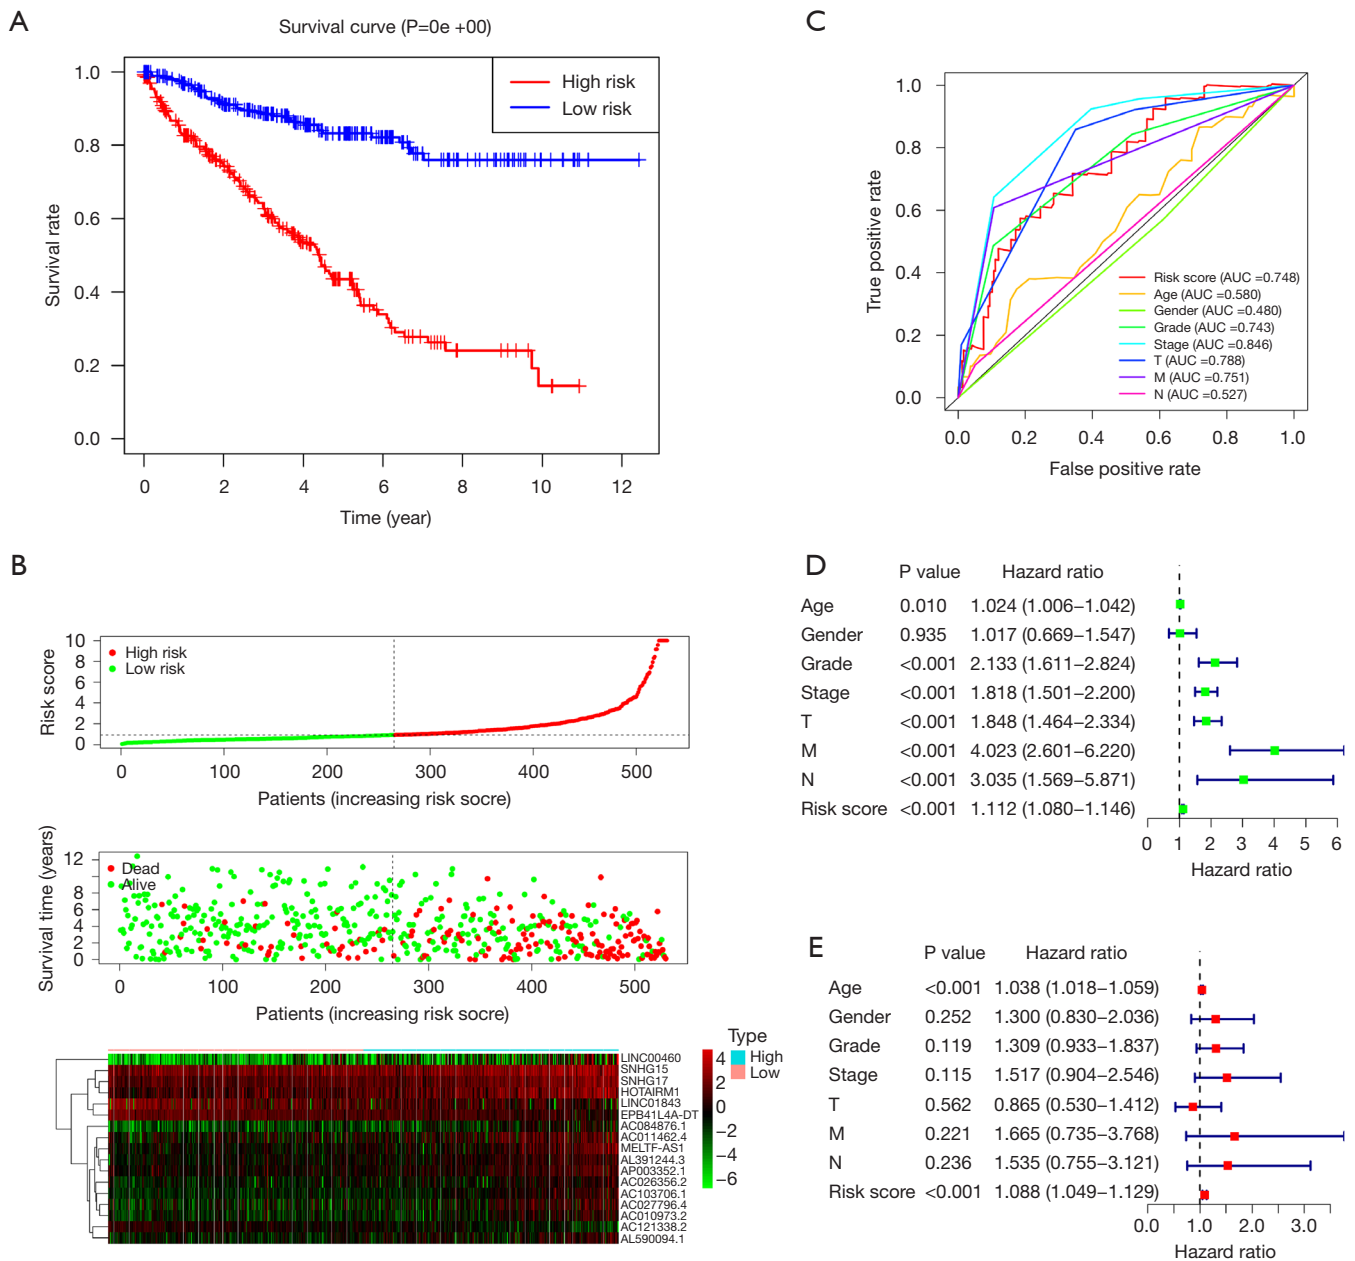 A
Survival curve (P=0e +00)
High risk
Low risk
1.0
0.8
0.6
0.4
0.2
0.0
Survival rate
0 2 4 6 8 10 12
Time (year)
B
High risk
Low risk
10
8
6
4
2
0
Risk score
0 100 200 300 400 500
Patients (increasing risk socre)
Dead
Alive
12
10
8
6
4
2
0
Survival time (years)
0 100 200 300 400 500
Patients (increasing risk socre)
LINC00460
SNHG15
SNHG17
HOTAIRM1
LINC01843
EPB41L4A-DT
AC084876.1
AC011462.4
MELTF-AS1
AL391244.3
AP003352.1
AC026356.2
AC103706.1
AC027796.4
AC010973.2
AC121338.2
AL590094.1
4
2
0
−2
−4
−6
Type
High
Low
C
1.0
0.8
0.6
0.4
0.2
0.0
True positive rate
Risk score (AUC =0.748)
Age (AUC =0.580)
Gender (AUC =0.480)
Grade (AUC =0.743)
Stage (AUC =0.846)
T (AUC =0.788)
M (AUC =0.751)
N (AUC =0.527)
0.0 0.2 0.4 0.6 0.8 1.0
False positive rate
D
P value Hazard ratio
Age 0.010 1.024 (1.006−1.042)
Gender 0.935 1.017 (0.669−1.547)
Grade <0.001 2.133 (1.611−2.824)
Stage <0.001 1.818 (1.501−2.200)
T <0.001 1.848 (1.464−2.334)
M <0.001 4.023 (2.601−6.220)
N <0.001 3.035 (1.569−5.871)
Risk score <0.001 1.112 (1.080−1.146)
0 1 2 3 4 5 6
Hazard ratio
E
P value Hazard ratio
Age <0.001 1.038 (1.018−1.059)
Gender 0.252 1.300 (0.830−2.036)
Grade 0.119 1.309 (0.933−1.837)
Stage 0.115 1.517 (0.904−2.546)
T 0.562 0.865 (0.530−1.412)
M 0.221 1.665 (0.735−3.768)
N 0.236 1.535 (0.755−3.121)
Risk score <0.001 1.088 (1.049−1.129)
0.0 1.0 2.0 3.0
Hazard ratio